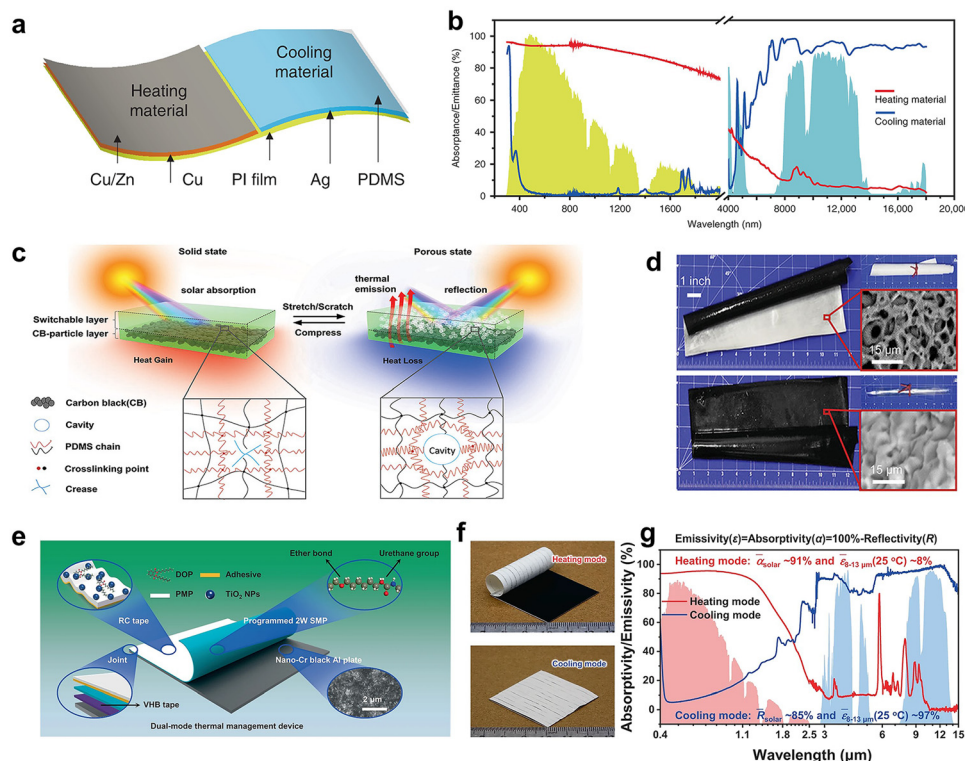 a
Heating
material
Cooling
material
Cu/Zn
Cu
PI film
Ag
PDMS
b
Absorptance/Emittance (%)
100
80
60
40
20
0
Heating material
Cooling material
400
800
1200
1600
4000
4000
8000
12,000
16,000
20,000
Wavelength (nm)
c
Solid state
Porous state
solar absorption
thermal
emission
reflection
Switchable layer
CB-particle layer
Stretch/Scratch
Compress
Heat Gain
Heat Loss
Carbon black(CB)
Cavity
PDMS chain
Crosslinking point
Crease
Cavity
d
1 inch
15 µm
15 µm
e
DOP
Adhesive
PMP
TiO2 NPs
Ether bond
Urethane group
RC tape
Programmed 2W SMP
Joint
Nano-Cr black Al plate
VHB tape
2 µm
Dual-mode thermal management device
f
Heating mode
Cooling mode
g
Emissivity(ε)=Absorptivity(α)=100%-Reflectivity(R)
Heating mode: α̅solar ~91% and ε̅8-13 µm(25 °C) ~8%
Heating mode
Cooling mode
Cooling mode: R̅solar ~85% and ε̅8-13 µm(25 °C) ~97%
Absorptivity/Emissivity (%)
100
80
60
40
20
0
0.4
1.1
1.8
2.5
3
6
9
12
15
Wavelength (µm)